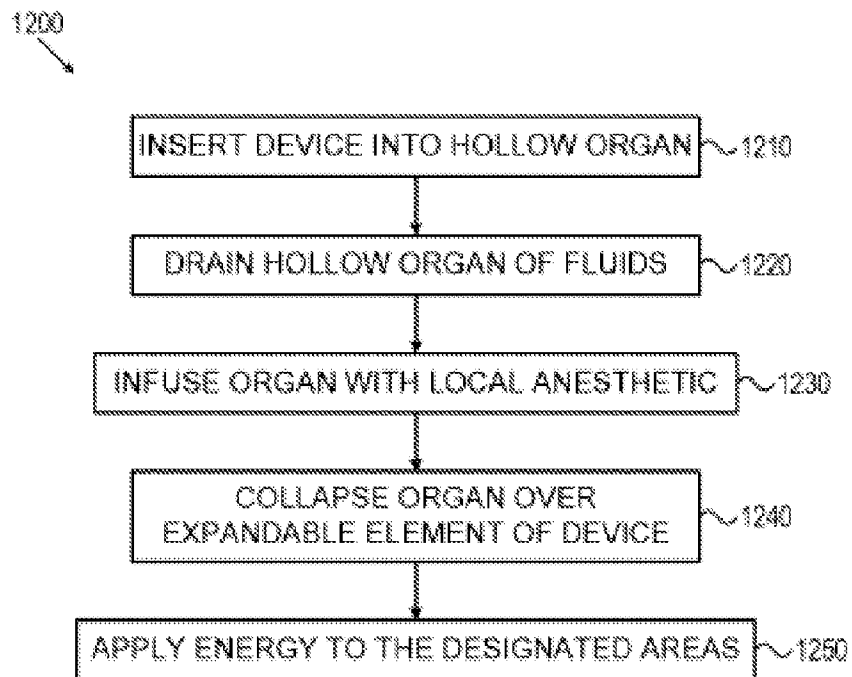 1200
INSERT DEVICE INTO HOLLOW ORGAN
1210
DRAIN HOLLOW ORGAN OF FLUIDS
1220
INFUSE ORGAN WITH LOCAL ANESTHETIC
1230
COLLAPSE ORGAN OVER
EXPANDABLE ELEMENT OF DEVICE
1240
APPLY ENERGY TO THE DESIGNATED AREAS
1250